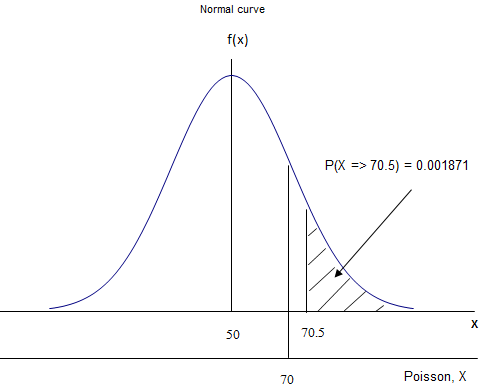 Normal curve
f(x)
P(X => 70.5) = 0.001871
x
50
70.5
Poisson, X
70